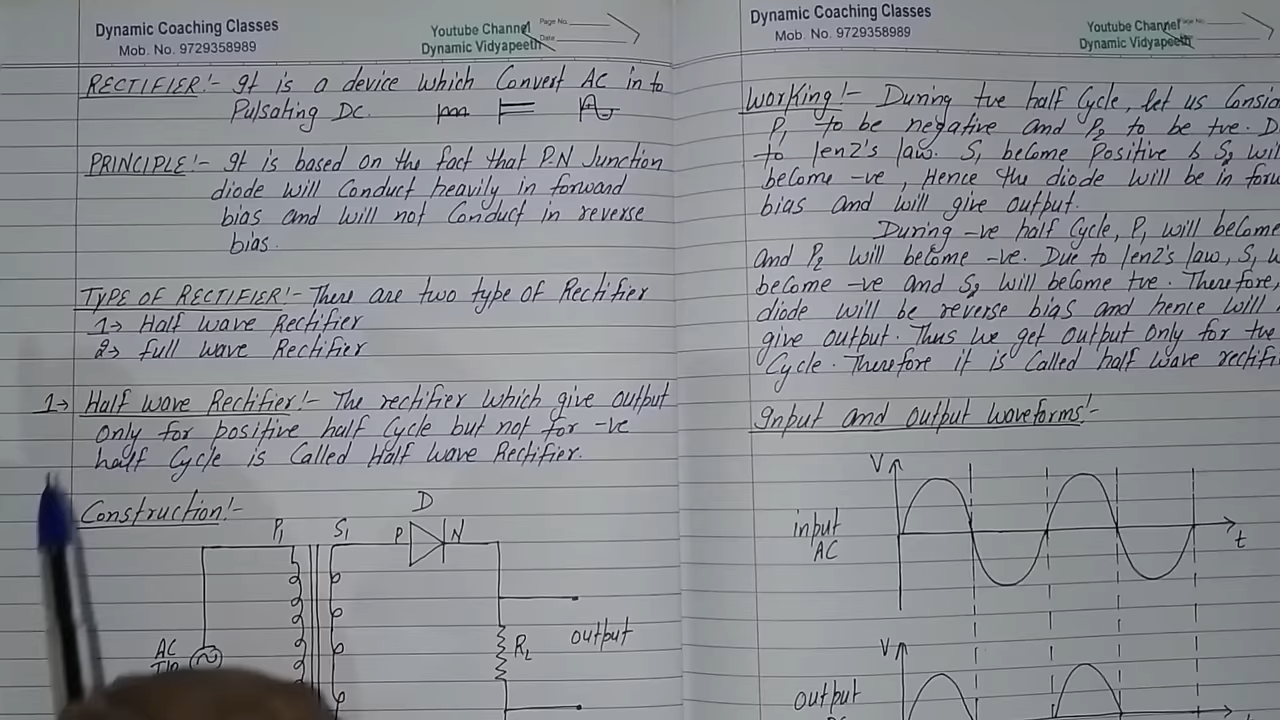 Dynamic Coaching Classes
Mob. No. 9729358989
Youtube Channel
Dynamic Vidyapeeth
Page No.
Date
RECTIFIER:- It is a device which Convert AC in to
Pulsating DC.
PRINCIPLE:- It is based on the fact that P.N Junction
diode will Conduct heavily in forward
bias and will not Conduct in reverse
bias.
TYPE OF RECTIFIER:- There are two type of Rectifier
1→ Half Wave Rectifier
2→ full wave Rectifier
1→ Half wave Rectifier:- The rectifier which give output
Only for positive half Cycle but not for -ve
half Cycle is Called Half Wave Rectifier.
Construction:-
D
P1 S1 P N
AC
output
RL
Dynamic Coaching Classes
Mob. No. 9729358989
Youtube Channel
Dynamic Vidyapeeth
Working:- During +ve half Cycle, let us Consi
P1 to be negative and P2 to be +ve. D
to lenz's law. S1 become Positive & S2 wil
become -ve, Hence the diode will be in for
bias and will give output.
During -ve half Cycle, P1 will become
and P2 will become -ve. Due to lenz's law, S1 w
become -ve and S2 will become +ve. Therefore,
diode will be reverse bias and hence will
give output. Thus we get output Only for +ve
Cycle. Therefore it is Called half wave rectifi
Input and output waveforms:-
V
input
AC
t
V
output